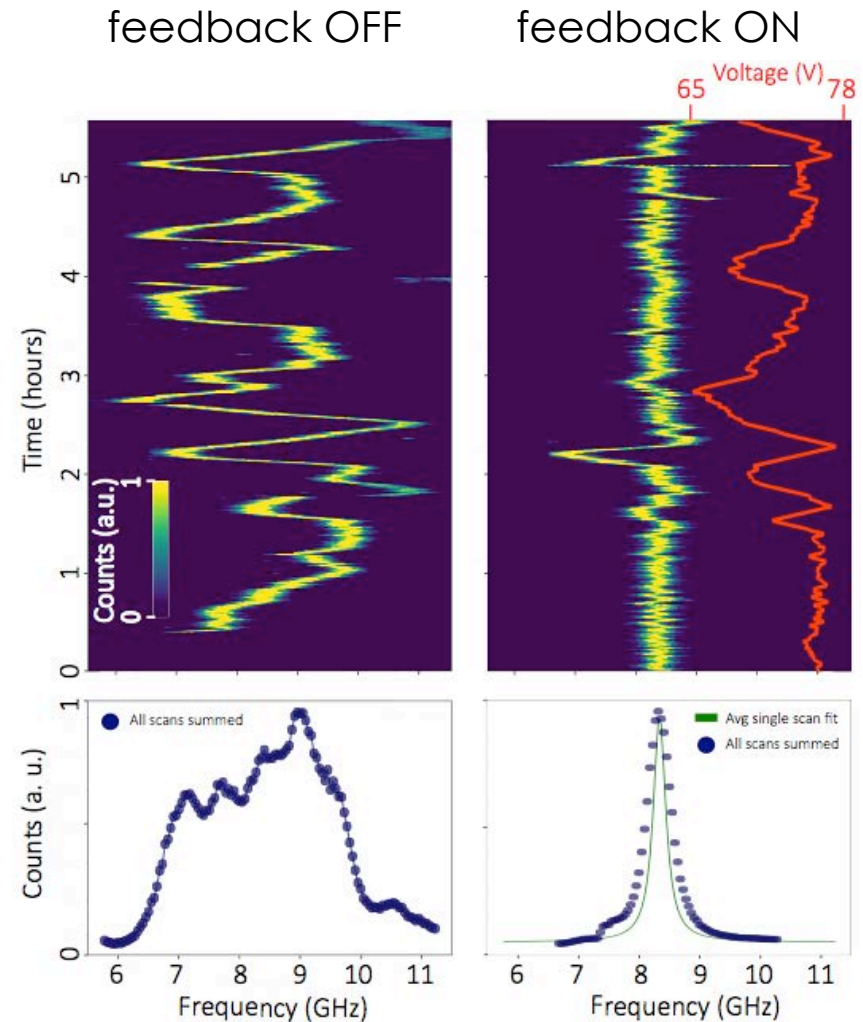 feedback OFF
feedback ON
Voltage (V)
65
78
Time (hours)
5
4
3
2
1
0
Counts (a.u.)
1
0
Counts (a. u.)
1
0
All scans summed
Avg single scan fit
All scans summed
6 7 8 9 10 11
6 7 8 9 10 11
Frequency (GHz)
Frequency (GHz)